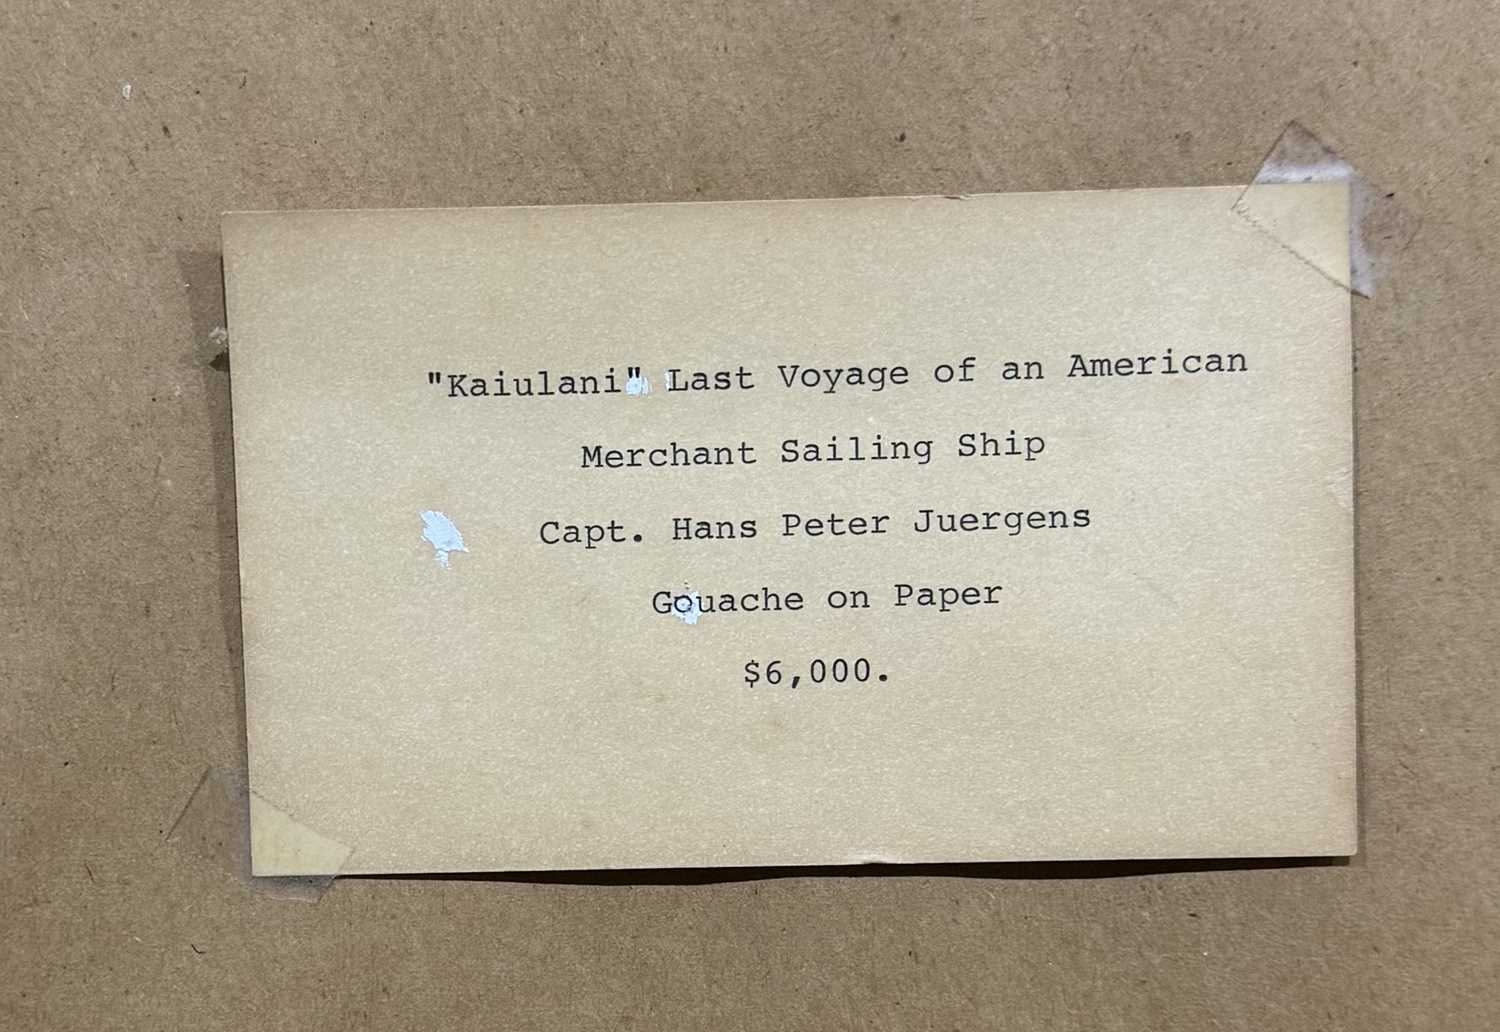 "Kaiulani" Last Voyage of an American
Merchant Sailing Ship
Capt. Hans Peter Juergens
Gouache on Paper
$6,000.